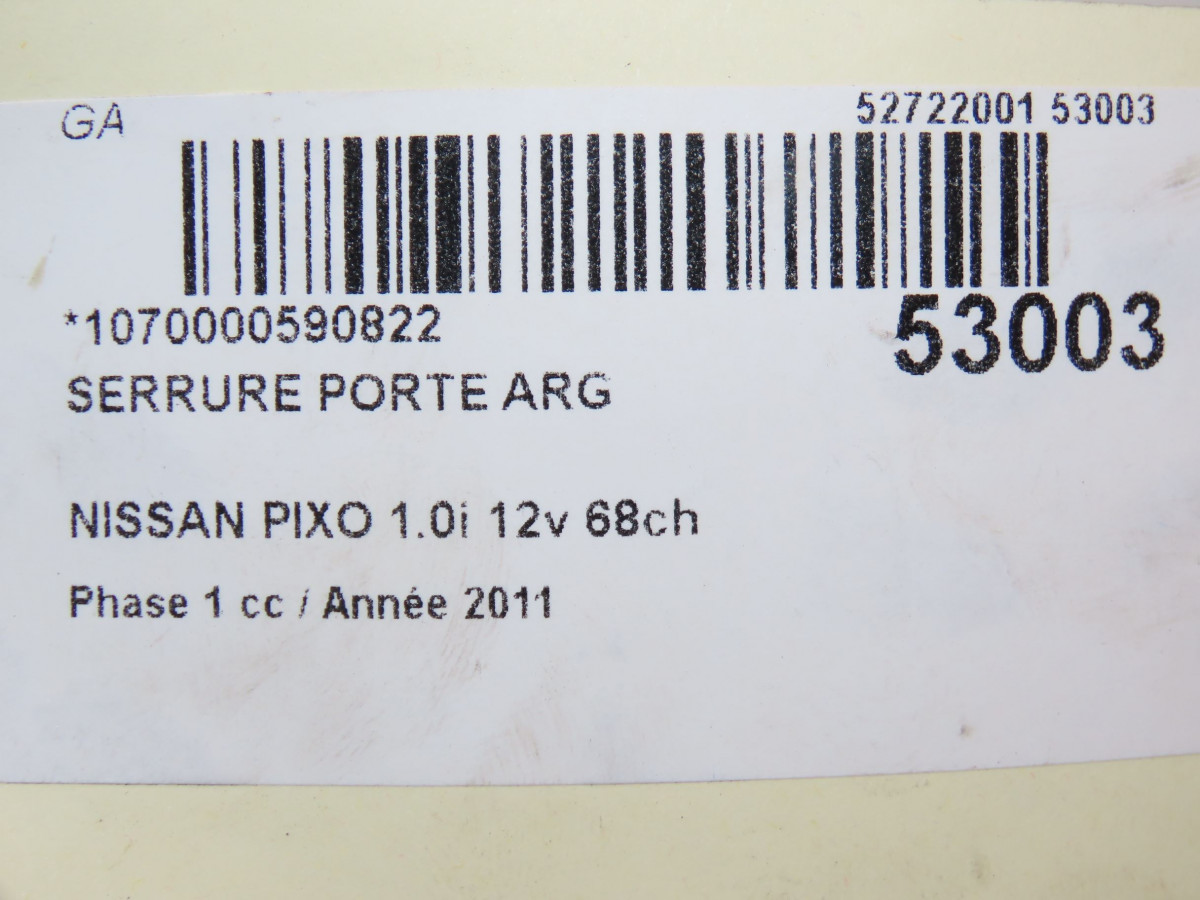 GA
52722001 53003
*1070000590822
53003
SERRURE PORTE ARG
NISSAN PIXO 1.0i 12v 68ch
Phase 1 cc / Année 2011